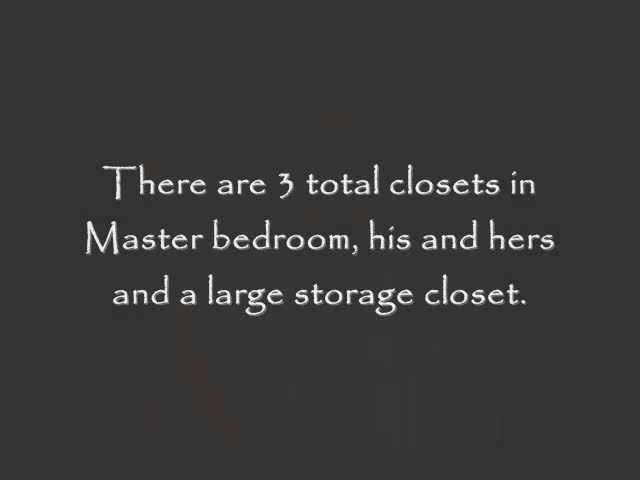 There are 3 total closets in
Master bedroom, his and hers
and a large storage closet.